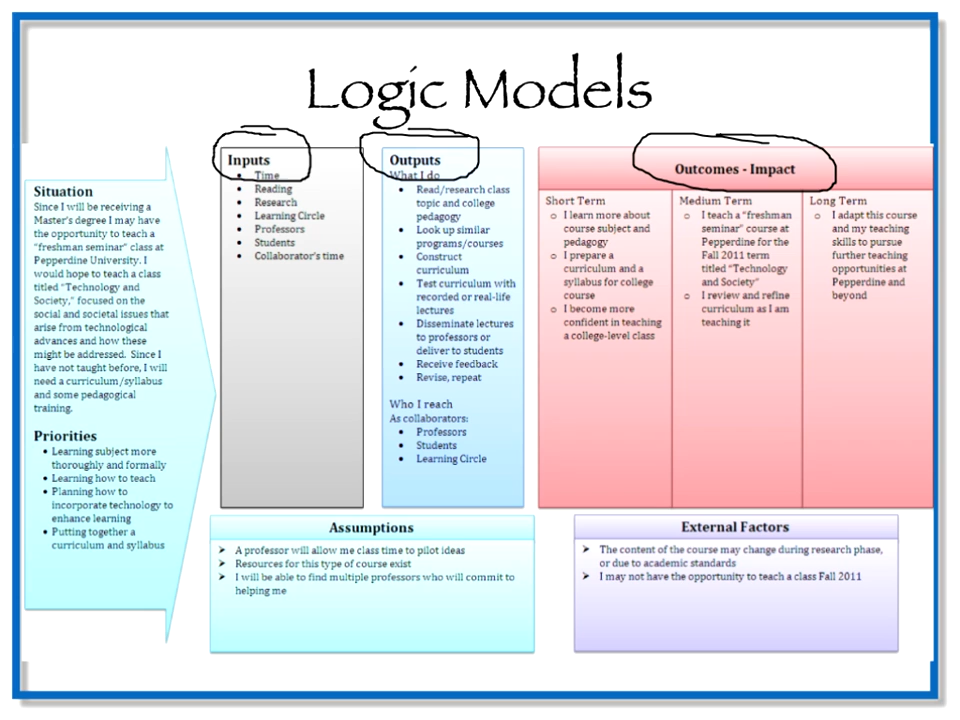 Logic Models
Situation
Since I will be receiving a
Master's degree I may have
the opportunity to teach a
"freshman seminar" class at
Pepperdine University. I
would hope to teach a class
titled "Technology and
Society," focused on the
social and societal issues that
arise from technological
advances and how these
might be addressed. Since I
have not taught before, I will
need a curriculum/syllabus
and some pedagogical
training.
Priorities
• Learning subject more
thoroughly and formally
• Learning how to teach
• Planning how to
incorporate technology to
enhance learning
• Putting together a
curriculum and syllabus
Inputs
• Time
• Reading
• Research
• Learning Circle
• Professors
• Students
• Collaborator's time
Outputs
What I do
• Read/research class
topic and college
pedagogy
• Look up similar
programs/courses
• Construct
curriculum
• Test curriculum with
recorded or real-life
lectures
• Disseminate lectures
to professors or
deliver to students
• Receive feedback
• Revise, repeat
Who I reach
As collaborators:
• Professors
• Students
• Learning Circle
Outcomes - Impact
Short Term
o I learn more about
course subject and
pedagogy
o I prepare a
curriculum and a
syllabus for college
course
o I become more
confident in teaching
a college-level class
Medium Term
o I teach a "freshman
seminar" course at
Pepperdine for the
Fall 2011 term
titled "Technology
and Society"
o I review and refine
curriculum as I am
teaching it
Long Term
o I adapt this course
and my teaching
skills to pursue
further teaching
opportunities at
Pepperdine and
beyond
Assumptions
➢ A professor will allow me class time to pilot ideas
➢ Resources for this type of course exist
➢ I will be able to find multiple professors who will commit to
helping me
External Factors
➢ The content of the course may change during research phase,
or due to academic standards
➢ I may not have the opportunity to teach a class Fall 2011